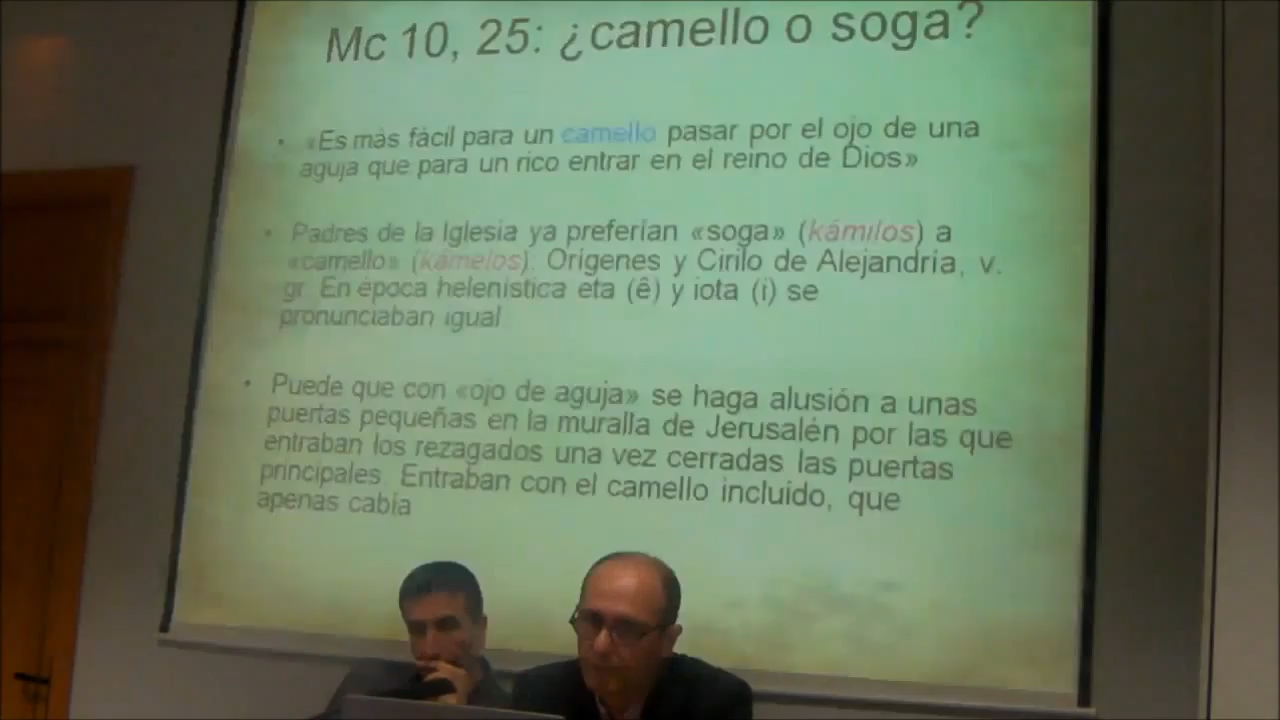 Mc 10, 25: ¿camello o soga?
• «Es más fácil para un camello pasar por el ojo de una
aguja que para un rico entrar en el reino de Dios»
• Padres de la Iglesia ya preferían «soga» (kámilos) a
«camello» (kámelos). Orígenes y Cirilo de Alejandría, v.
gr. En época helenística eta (ê) y iota (i) se
pronunciaban igual
• Puede que con «ojo de aguja» se haga alusión a unas
puertas pequeñas en la muralla de Jerusalén por las que
entraban los rezagados una vez cerradas las puertas
principales. Entraban con el camello incluído, que
apenas cabía